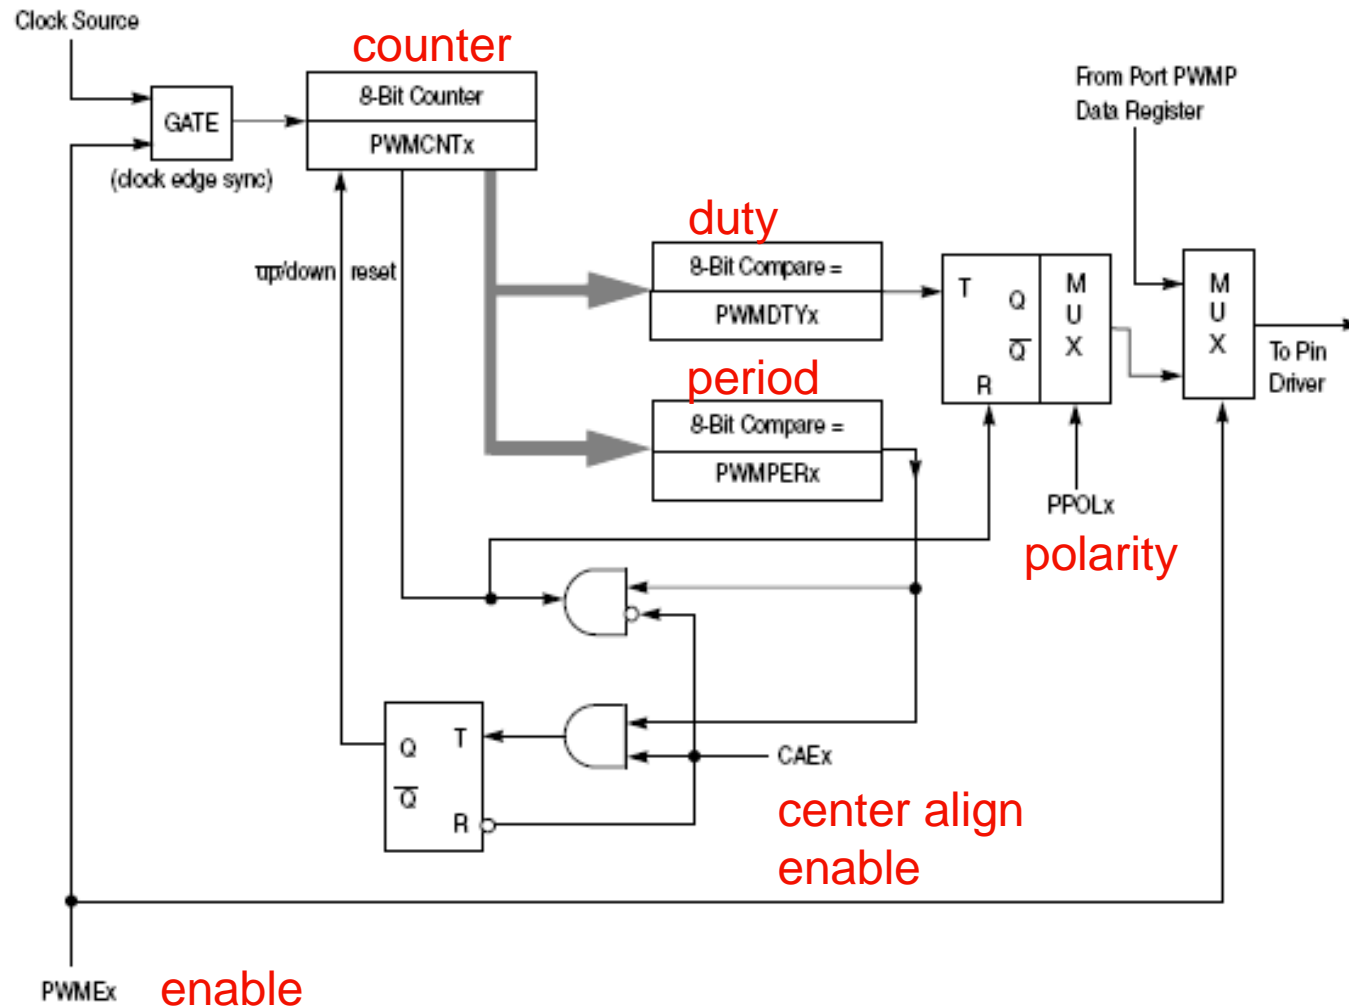 Clock Source
counter
8-Bit Counter
PWMCNTx
GATE
(clock edge sync)
From Port PWMP
Data Register
up/down
reset
duty
8-Bit Compare =
PWMDTYx
T
Q
Q
R
M
U
X
M
U
X
To Pin
Driver
period
8-Bit Compare =
PWMPERx
PPOLx
polarity
Q
T
Q
R
CAEx
center align
enable
PWMEx
enable